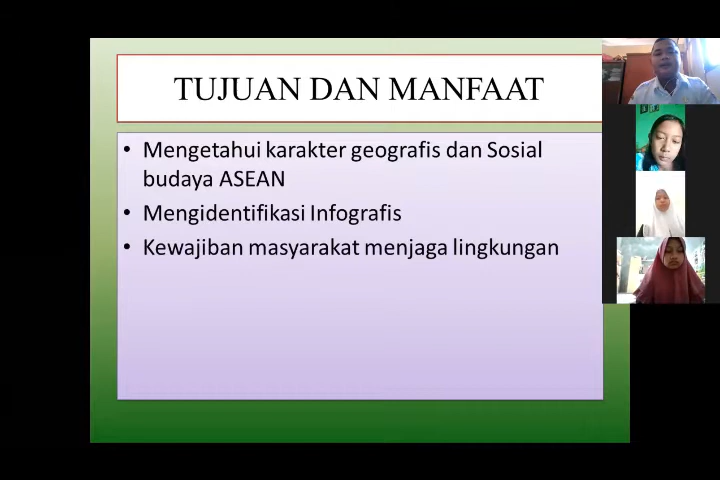 TUJUAN DAN MANFAAT
• Mengetahui karakter geografis dan Sosial
budaya ASEAN
• Mengidentifikasi Infografis
• Kewajiban masyarakat menjaga lingkungan